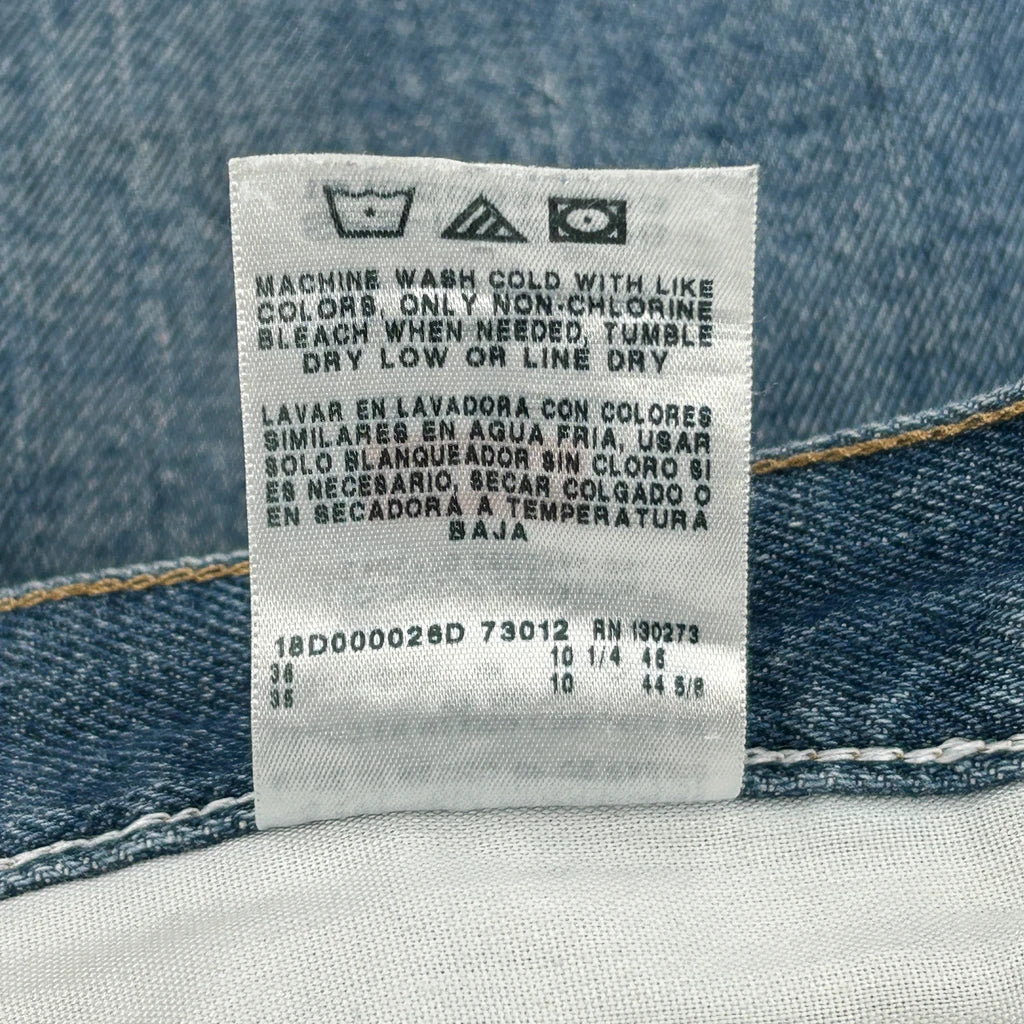 MACHINE WASH COLD WITH LIKE
COLORS, ONLY NON-CHLORINE
BLEACH WHEN NEEDED, TUMBLE
DRY LOW OR LINE DRY
LAVAR EN LAVADORA CON COLORES
SIMILARES EN AGUA FRIA, USAR
SOLO BLANQUEADOR SIN CLORO SI
ES NECESARIO, SECAR COLGADO O
EN SECADORA A TEMPERATURA
BAJA
18D000026D 73012 RN 130273
36 10 1/4 46
35 10 44 5/8